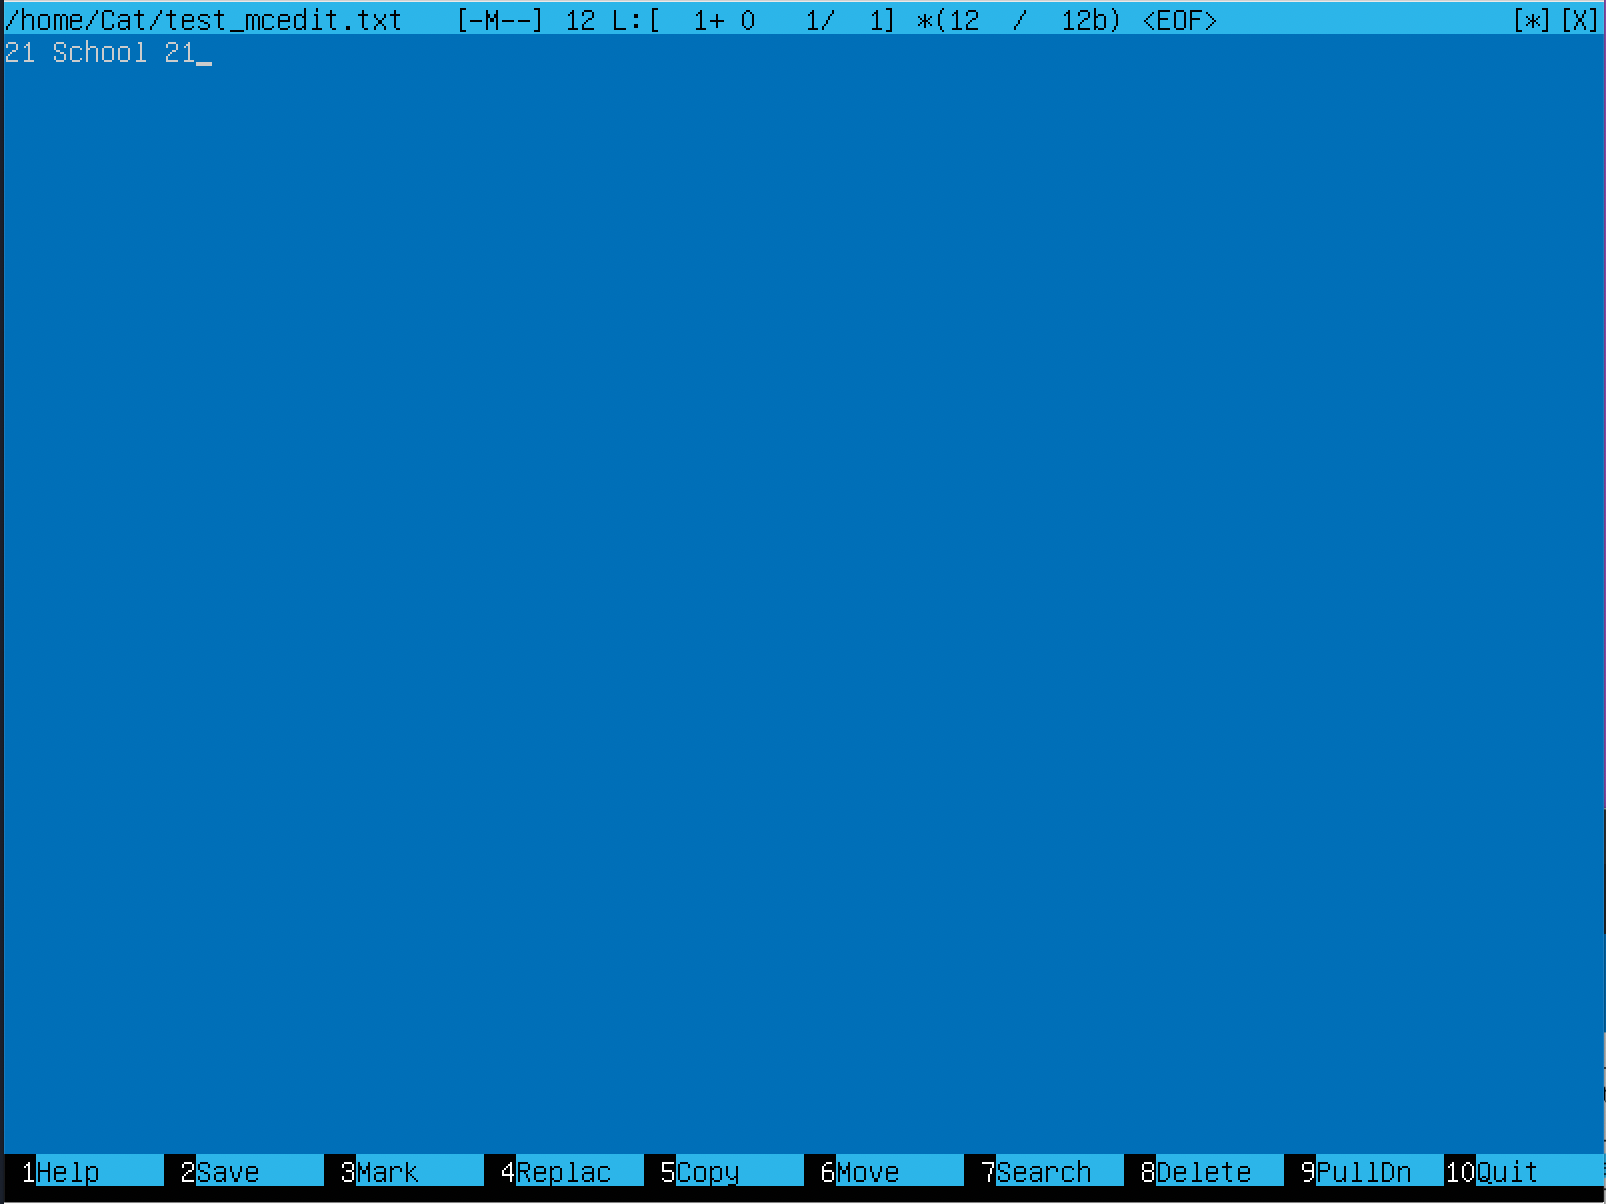 /home/Cat/test_mcedit.txt   [-M--] 12 L:[  1+ 0   1/  1] *(12  /  12b) <EOF>   [*][X]
21 School 21_
1Help 2Save 3Mark 4Replac 5Copy 6Move 7Search 8Delete 9PullDn 10Quit